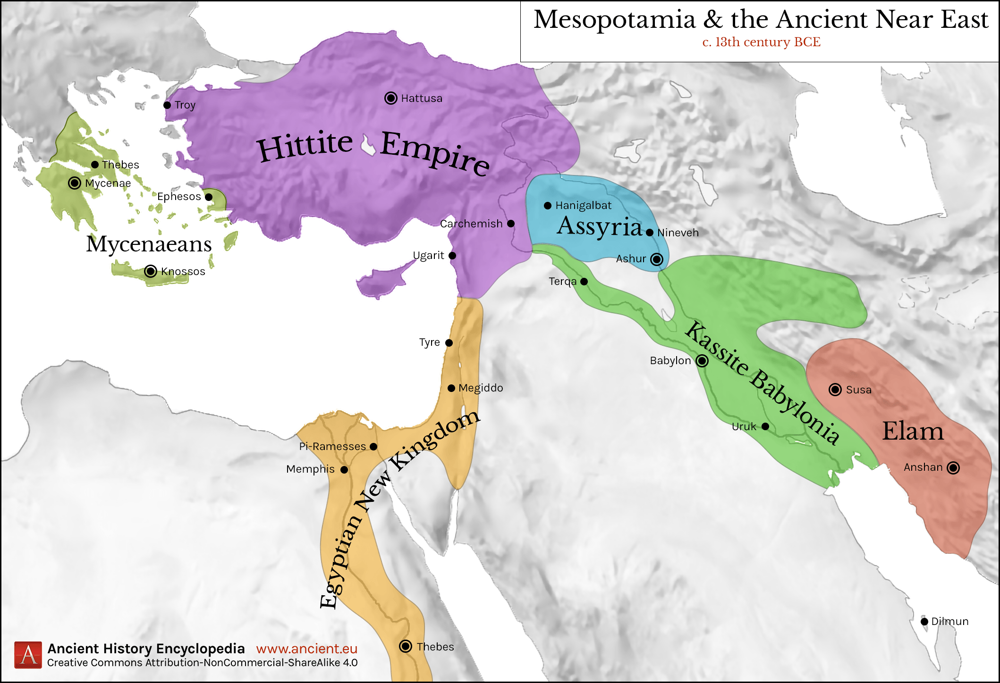 Mesopotamia & the Ancient Near East
c. 13th century BCE
Hattusa
Troy
Hittite Empire
Thebes
Mycenae
Ephesos
Hanigalbat
Carchemish
Assyria
Nineveh
Mycenaeans
Ugarit
Ashur
Knossos
Terqa
Tyre
Kassite Babylonia
Babylon
Megiddo
Susa
Uruk
Elam
Pi-Ramesses
Memphis
Anshan
Egyptian New Kingdom
Dilmun
Thebes
A
Ancient History Encyclopedia www.ancient.eu
Creative Commons Attribution-NonCommercial-ShareAlike 4.0